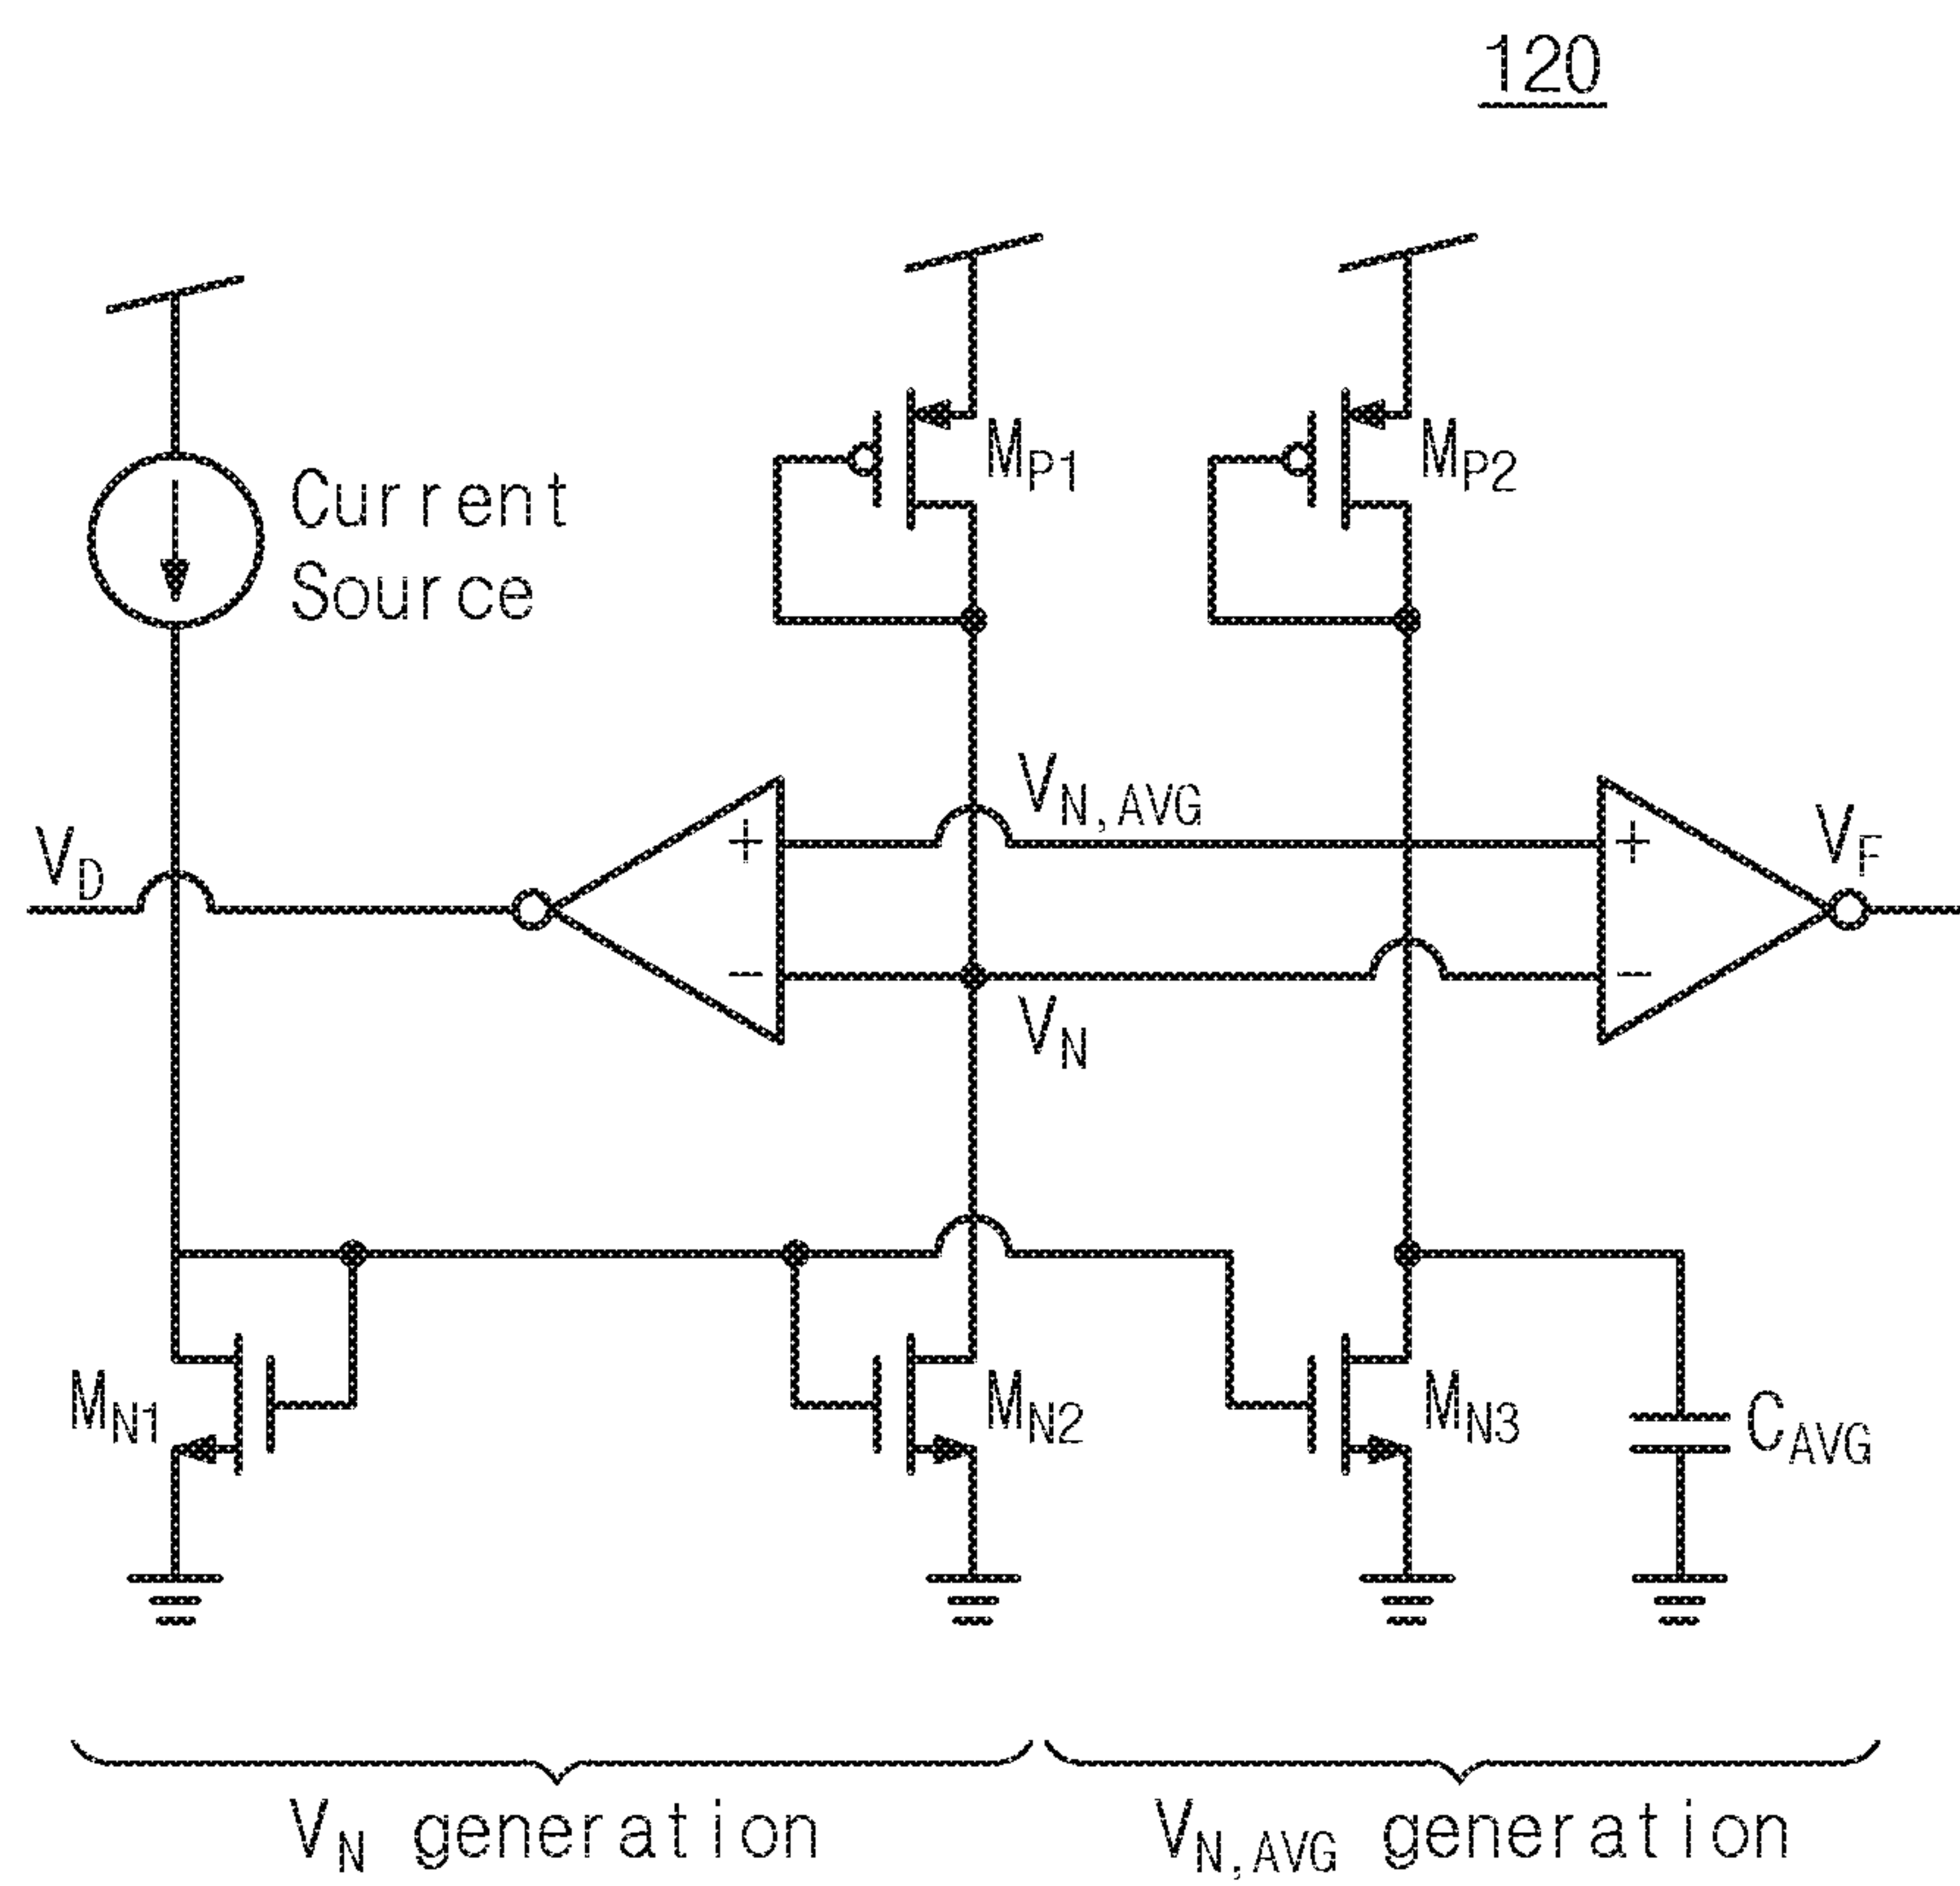 120
Current
Source
M_P1
M_P2
V_N,AVG
+
+
V_D
V_F
−
−
V_N
M_N1
M_N2
M_N3
C_AVG
V_N generation
V_N,AVG generation